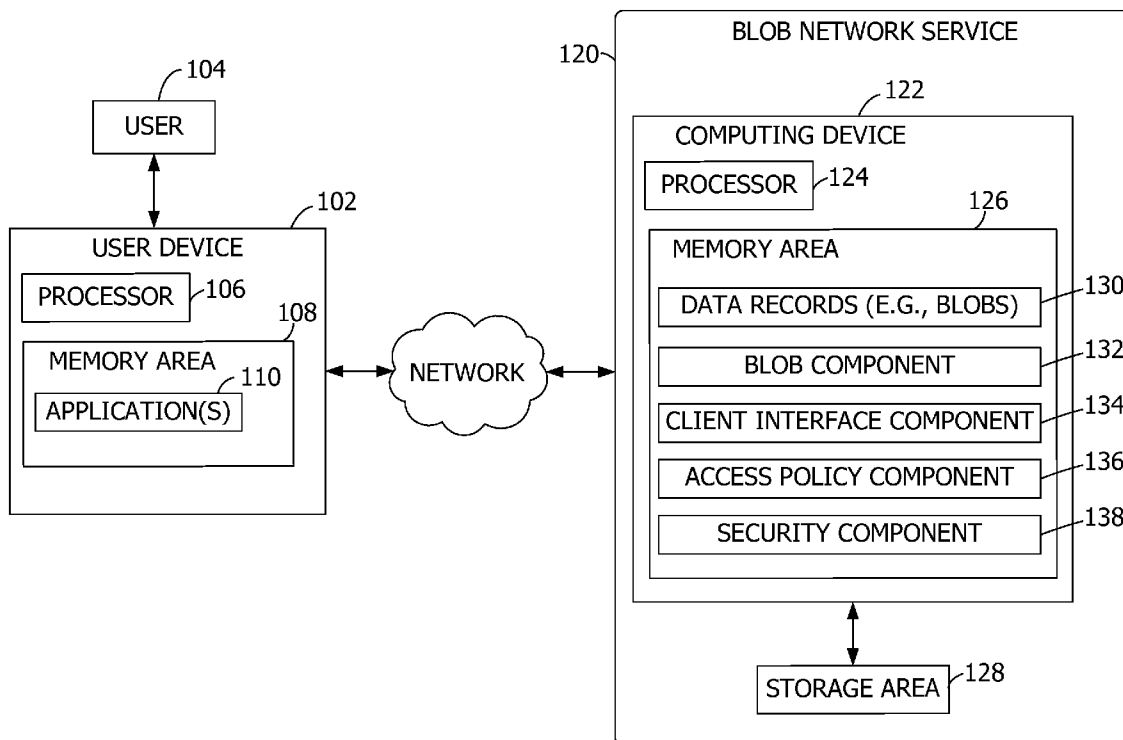 BLOB NETWORK SERVICE
120
104
USER
122
COMPUTING DEVICE
PROCESSOR
124
102
USER DEVICE
PROCESSOR
106
108
MEMORY AREA
110
APPLICATION(S)
NETWORK
126
MEMORY AREA
DATA RECORDS (E.G., BLOBS)
130
BLOB COMPONENT
132
CLIENT INTERFACE COMPONENT
134
ACCESS POLICY COMPONENT
136
SECURITY COMPONENT
138
STORAGE AREA
128